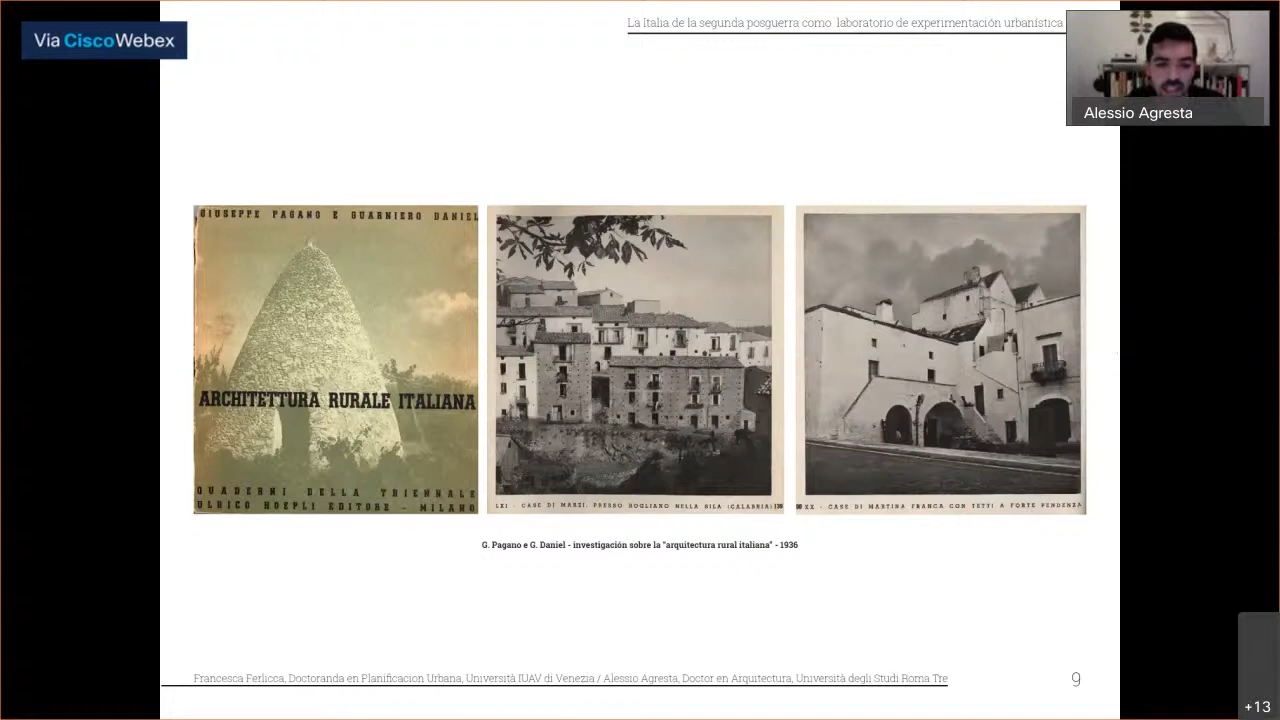 La Italia de la segunda posguerra como laboratorio de experimentación urbanística
Via Cisco Webex
Alessio Agresta
GIUSEPPE PAGANO E GUARNIERO DANIEL
ARCHITETTURA RURALE ITALIANA
QUADERNI DELLA TRIENNALE
ULRICO HOEPLI EDITORE - MILANO
LXI - CASE DI MARZI, PRESSO ROGLIANO NELLA SILA (CALABRIA)
XX - CASE DI MARTINA FRANCA CON TETTI A FORTE PENDENZA
G. Pagano e G. Daniel - investigación sobre la "arquitectura rural italiana" - 1936
Francesca Ferlicca, Doctoranda en Planificacion Urbana, Università IUAV di Venezia / Alessio Agresta, Doctor en Arquitectura, Università degli Studi Roma Tre
9
+13